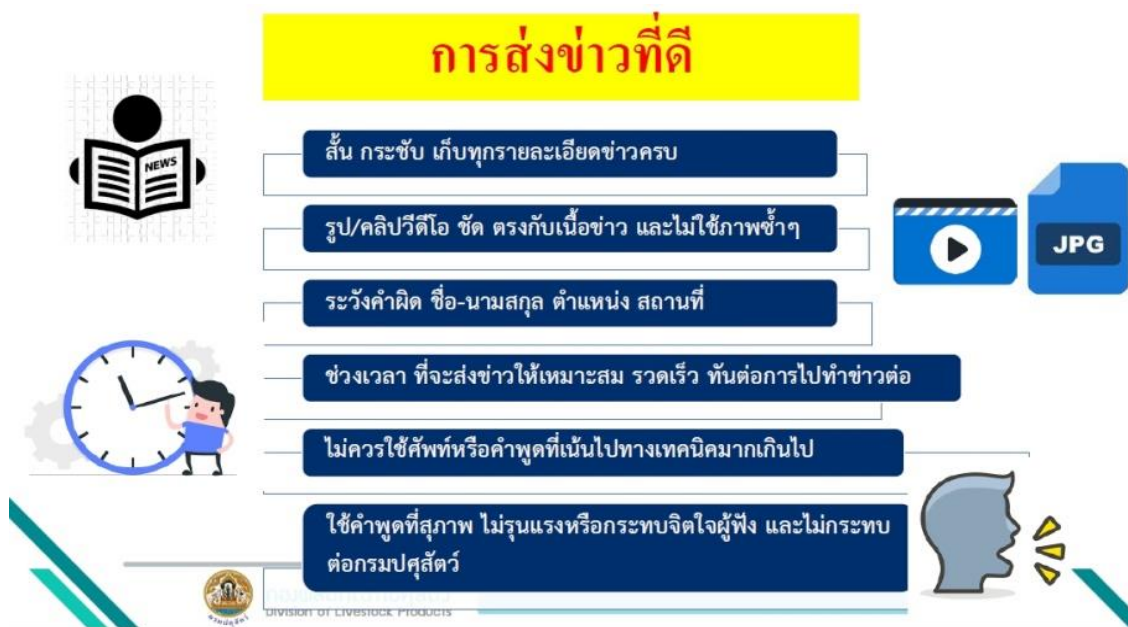 การส่งข่าวที่ดี
NEWS
สั้น กระชับ เก็บทุกรายละเอียดข่าวครบ
รูป/คลิปวีดีโอ ชัด ตรงกับเนื้อข่าว และไม่ใช้ภาพซ้ำๆ
JPG
ระวังคำผิด ชื่อ-นามสกุล ตำแหน่ง สถานที่
ช่วงเวลา ที่จะส่งข่าวให้เหมาะสม รวดเร็ว ทันต่อการไปทำข่าวต่อ
ไม่ควรใช้ศัพท์หรือคำพูดที่เน้นไปทางเทคนิคมากเกินไป
ใช้คำพูดที่สุภาพ ไม่รุนแรงหรือกระทบจิตใจผู้ฟัง และไม่กระทบ
ต่อกรมปศุสัตว์
Division of Livestock Products
กรมปศุสัตว์